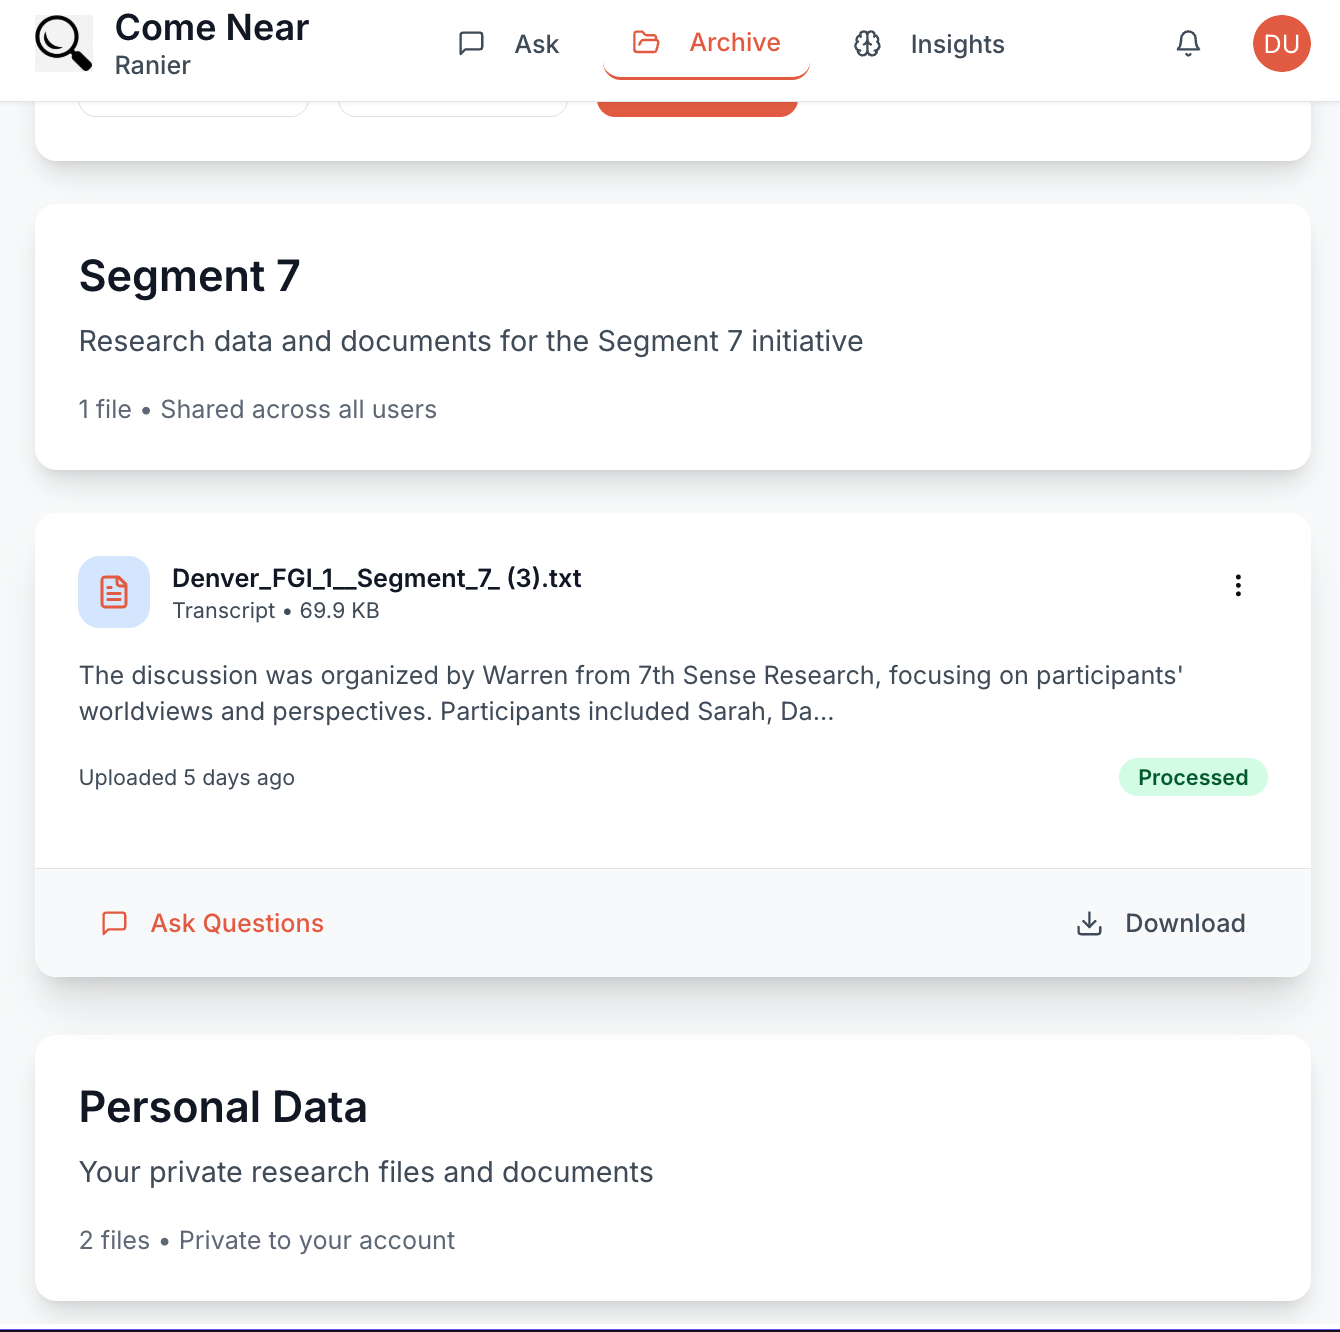 Come Near
Ranier
Ask
Archive
Insights
DU
Segment 7
Research data and documents for the Segment 7 initiative
1 file • Shared across all users
Denver_FGI_1__Segment_7_ (3).txt
Transcript • 69.9 KB
The discussion was organized by Warren from 7th Sense Research, focusing on participants'
worldviews and perspectives. Participants included Sarah, Da...
Uploaded 5 days ago
Processed
Ask Questions
Download
Personal Data
Your private research files and documents
2 files • Private to your account